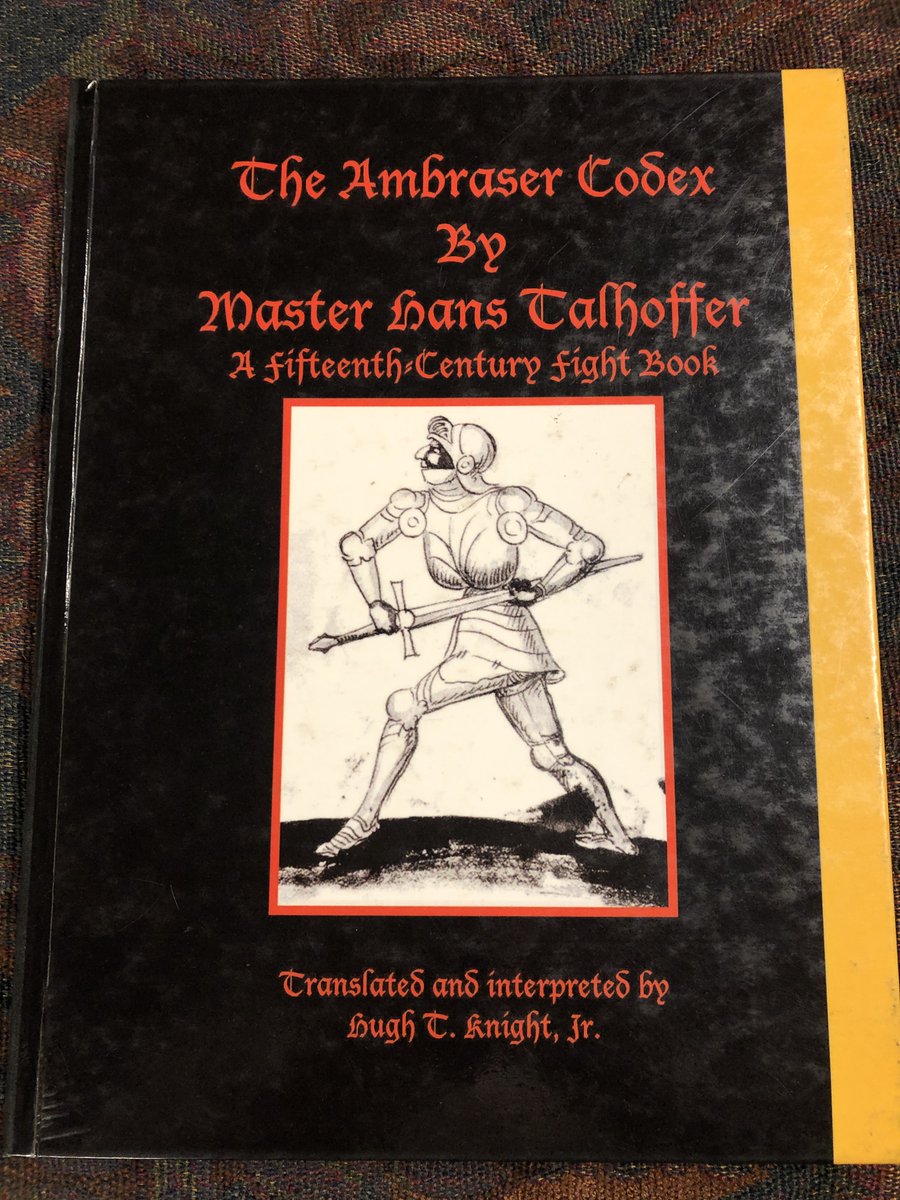 The Ambraser Codex
By
Master Hans Talhoffer
A Fifteenth-Century Fight Book
Translated and interpreted by
Hugh T. Knight, Jr.